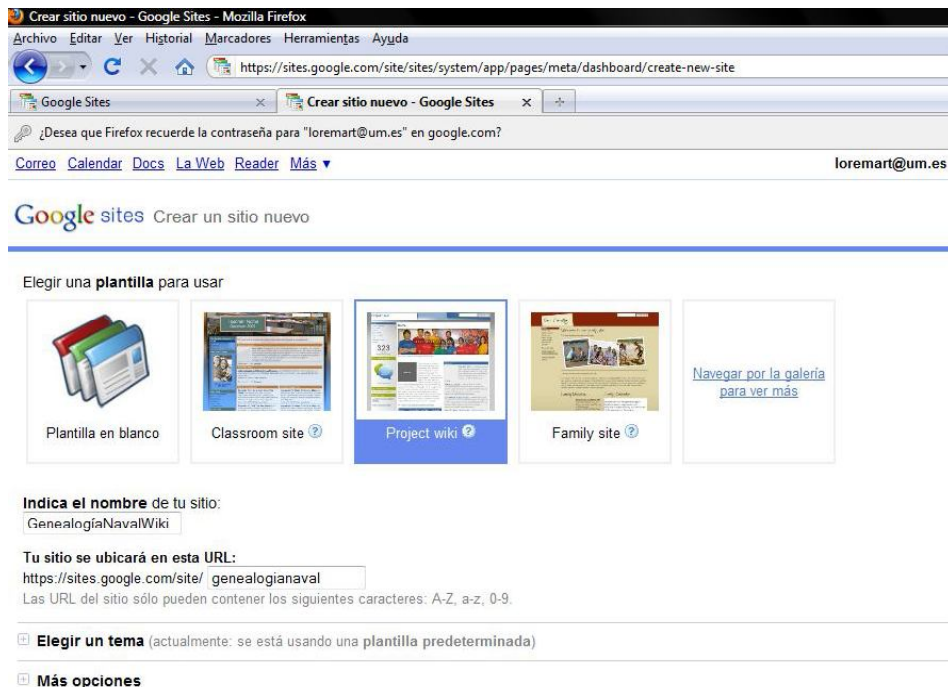 Crear sitio nuevo - Google Sites - Mozilla Firefox
Archivo Editar Ver Historial Marcadores Herramientas Ayuda
https://sites.google.com/site/sites/system/app/pages/meta/dashboard/create-new-site
Google Sites Crear sitio nuevo - Google Sites
¿Desea que Firefox recuerde la contraseña para "loremart@um.es" en google.com?
Correo Calendar Docs La Web Reader Más ▼ loremart@um.es
Google sites Crear un sitio nuevo
Elegir una plantilla para usar
Plantilla en blanco
Classroom site ?
323
Project wiki ?
Family site ?
Navegar por la galería
para ver más
Indica el nombre de tu sitio:
GenealogíaNavalWiki
Tu sitio se ubicará en esta URL:
https://sites.google.com/site/ genealogianaval
Las URL del sitio sólo pueden contener los siguientes caracteres: A-Z, a-z, 0-9.
Elegir un tema (actualmente: se está usando una plantilla predeterminada)
Más opciones